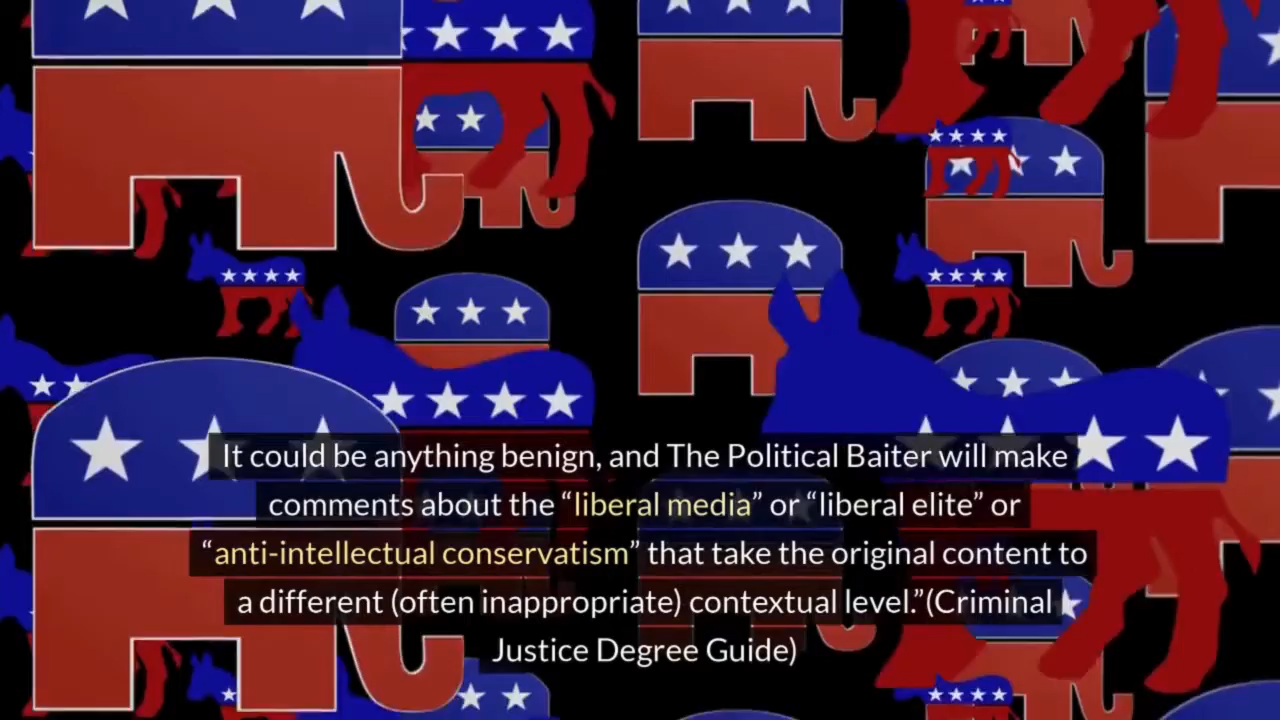 It could be anything benign, and The Political Baiter will make
comments about the “liberal media” or “liberal elite” or
“anti-intellectual conservatism” that take the original content to
a different (often inappropriate) contextual level.”(Criminal
Justice Degree Guide)